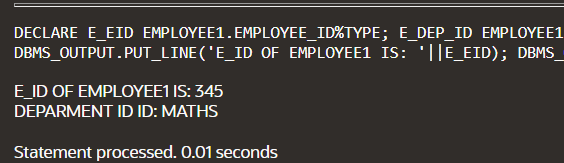 DECLARE E_EID EMPLOYEE1.EMPLOYEE_ID%TYPE; E_DEP_ID EMPLOYEE1
DBMS_OUTPUT.PUT_LINE('E_ID OF EMPLOYEE1 IS: '||E_EID); DBMS_
E_ID OF EMPLOYEE1 IS: 345
DEPARMENT ID ID: MATHS
Statement processed. 0.01 seconds